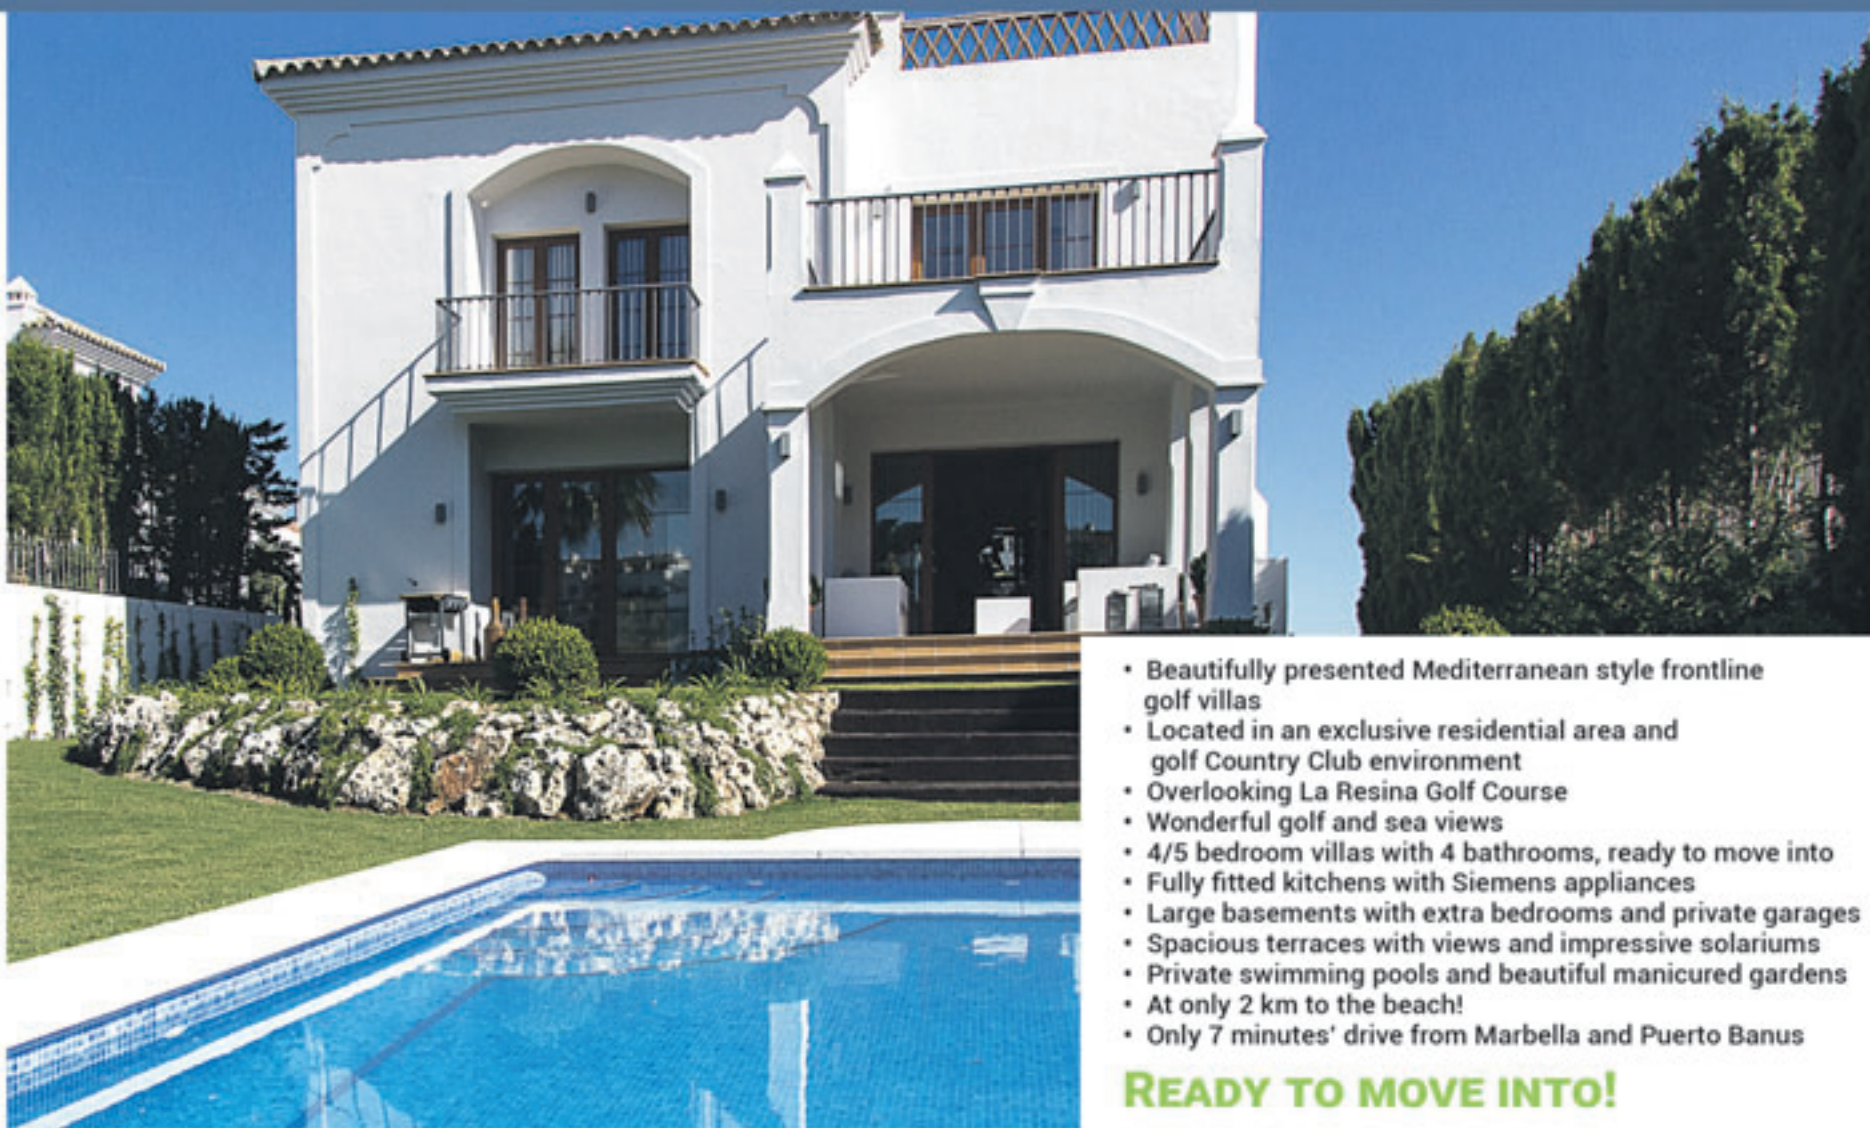 • Beautifully presented Mediterranean style frontline
golf villas
• Located in an exclusive residential area and
golf Country Club environment
• Overlooking La Resina Golf Course
• Wonderful golf and sea views
• 4/5 bedroom villas with 4 bathrooms, ready to move into
• Fully fitted kitchens with Siemens appliances
• Large basements with extra bedrooms and private garages
• Spacious terraces with views and impressive solariums
• Private swimming pools and beautiful manicured gardens
• At only 2 km to the beach!
• Only 7 minutes' drive from Marbella and Puerto Banus
READY TO MOVE INTO!